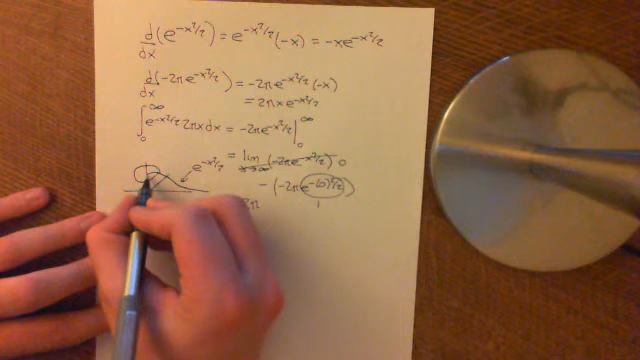 d/dx (e^{-x²/2}) = e^{-x²/2}(-x) = -xe^{-x²/2}
d/dx (-2πe^{-x²/2}) = -2πe^{-x²/2}(-x)
= 2πxe^{-x²/2}
∫₀^∞ e^{-x²/2} 2πx dx = -2πe^{-x²/2} |₀^∞
= lim x→∞ (-2πe^{-x²/2}) 0
e^{-x²/2}
- (-2πe^{-(0)²/2})
2π 1